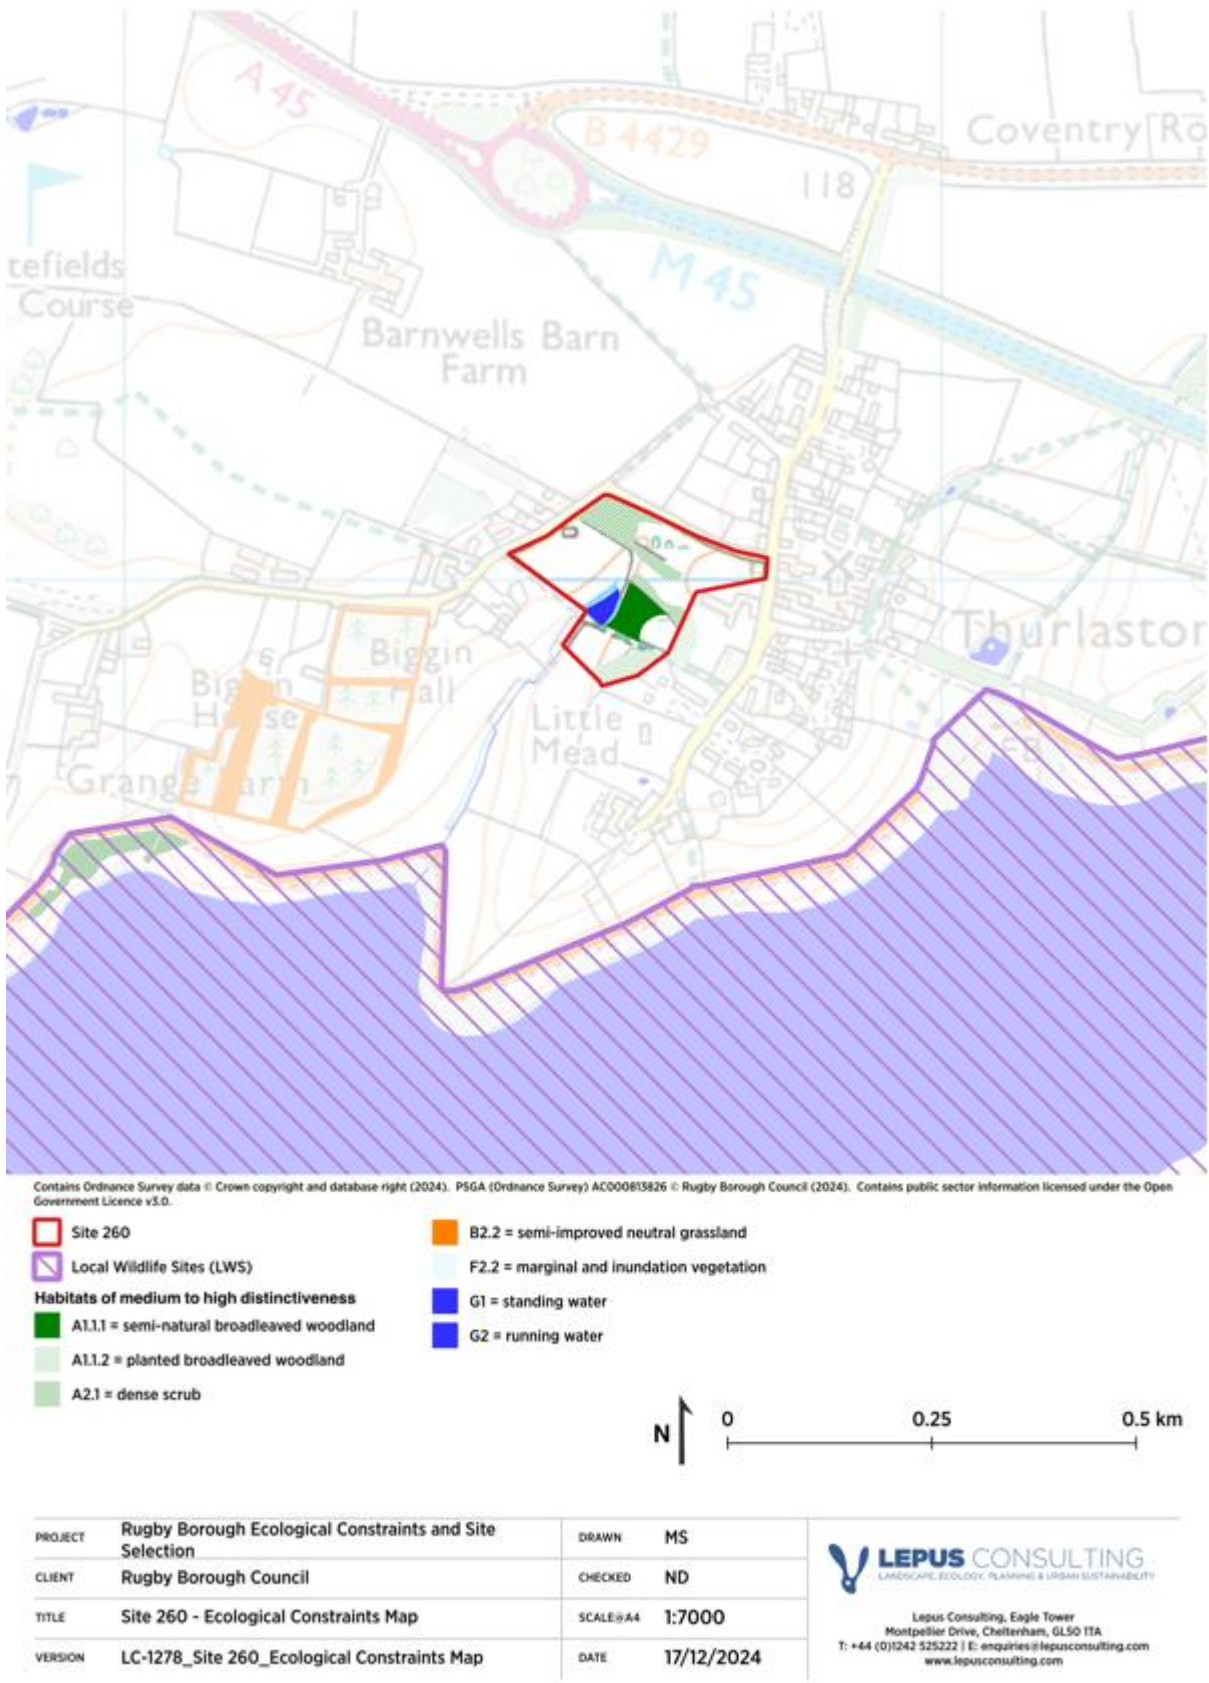 A 45
B 4429
Coventry Ro
118
tefields
Course
M 45
Barnwells Barn
Farm
Thurlaston
Biggin
Hall
Biggin
House
Little
Mead
Grange Farm
Contains Ordnance Survey data © Crown copyright and database right (2024). PSGA (Ordnance Survey) AC000813826 © Rugby Borough Council (2024). Contains public sector information licensed under the Open
Government Licence v3.0.
Site 260
Local Wildlife Sites (LWS)
Habitats of medium to high distinctiveness
A1.1.1 = semi-natural broadleaved woodland
A1.1.2 = planted broadleaved woodland
A2.1 = dense scrub
B2.2 = semi-improved neutral grassland
F2.2 = marginal and inundation vegetation
G1 = standing water
G2 = running water
N
0 0.25 0.5 km
PROJECT Rugby Borough Ecological Constraints and Site
Selection
DRAWN MS
CLIENT Rugby Borough Council
CHECKED ND
TITLE Site 260 - Ecological Constraints Map
SCALE@A4 1:7000
VERSION LC-1278_Site 260_Ecological Constraints Map
DATE 17/12/2024
LEPUS CONSULTING
LANDSCAPE, ECOLOGY, PLANNING & URBAN SUSTAINABILITY
Lepus Consulting, Eagle Tower
Montpellier Drive, Cheltenham, GL50 1TA
T: +44 (0)1242 525222 | E: enquiries@lepusconsulting.com
www.lepusconsulting.com